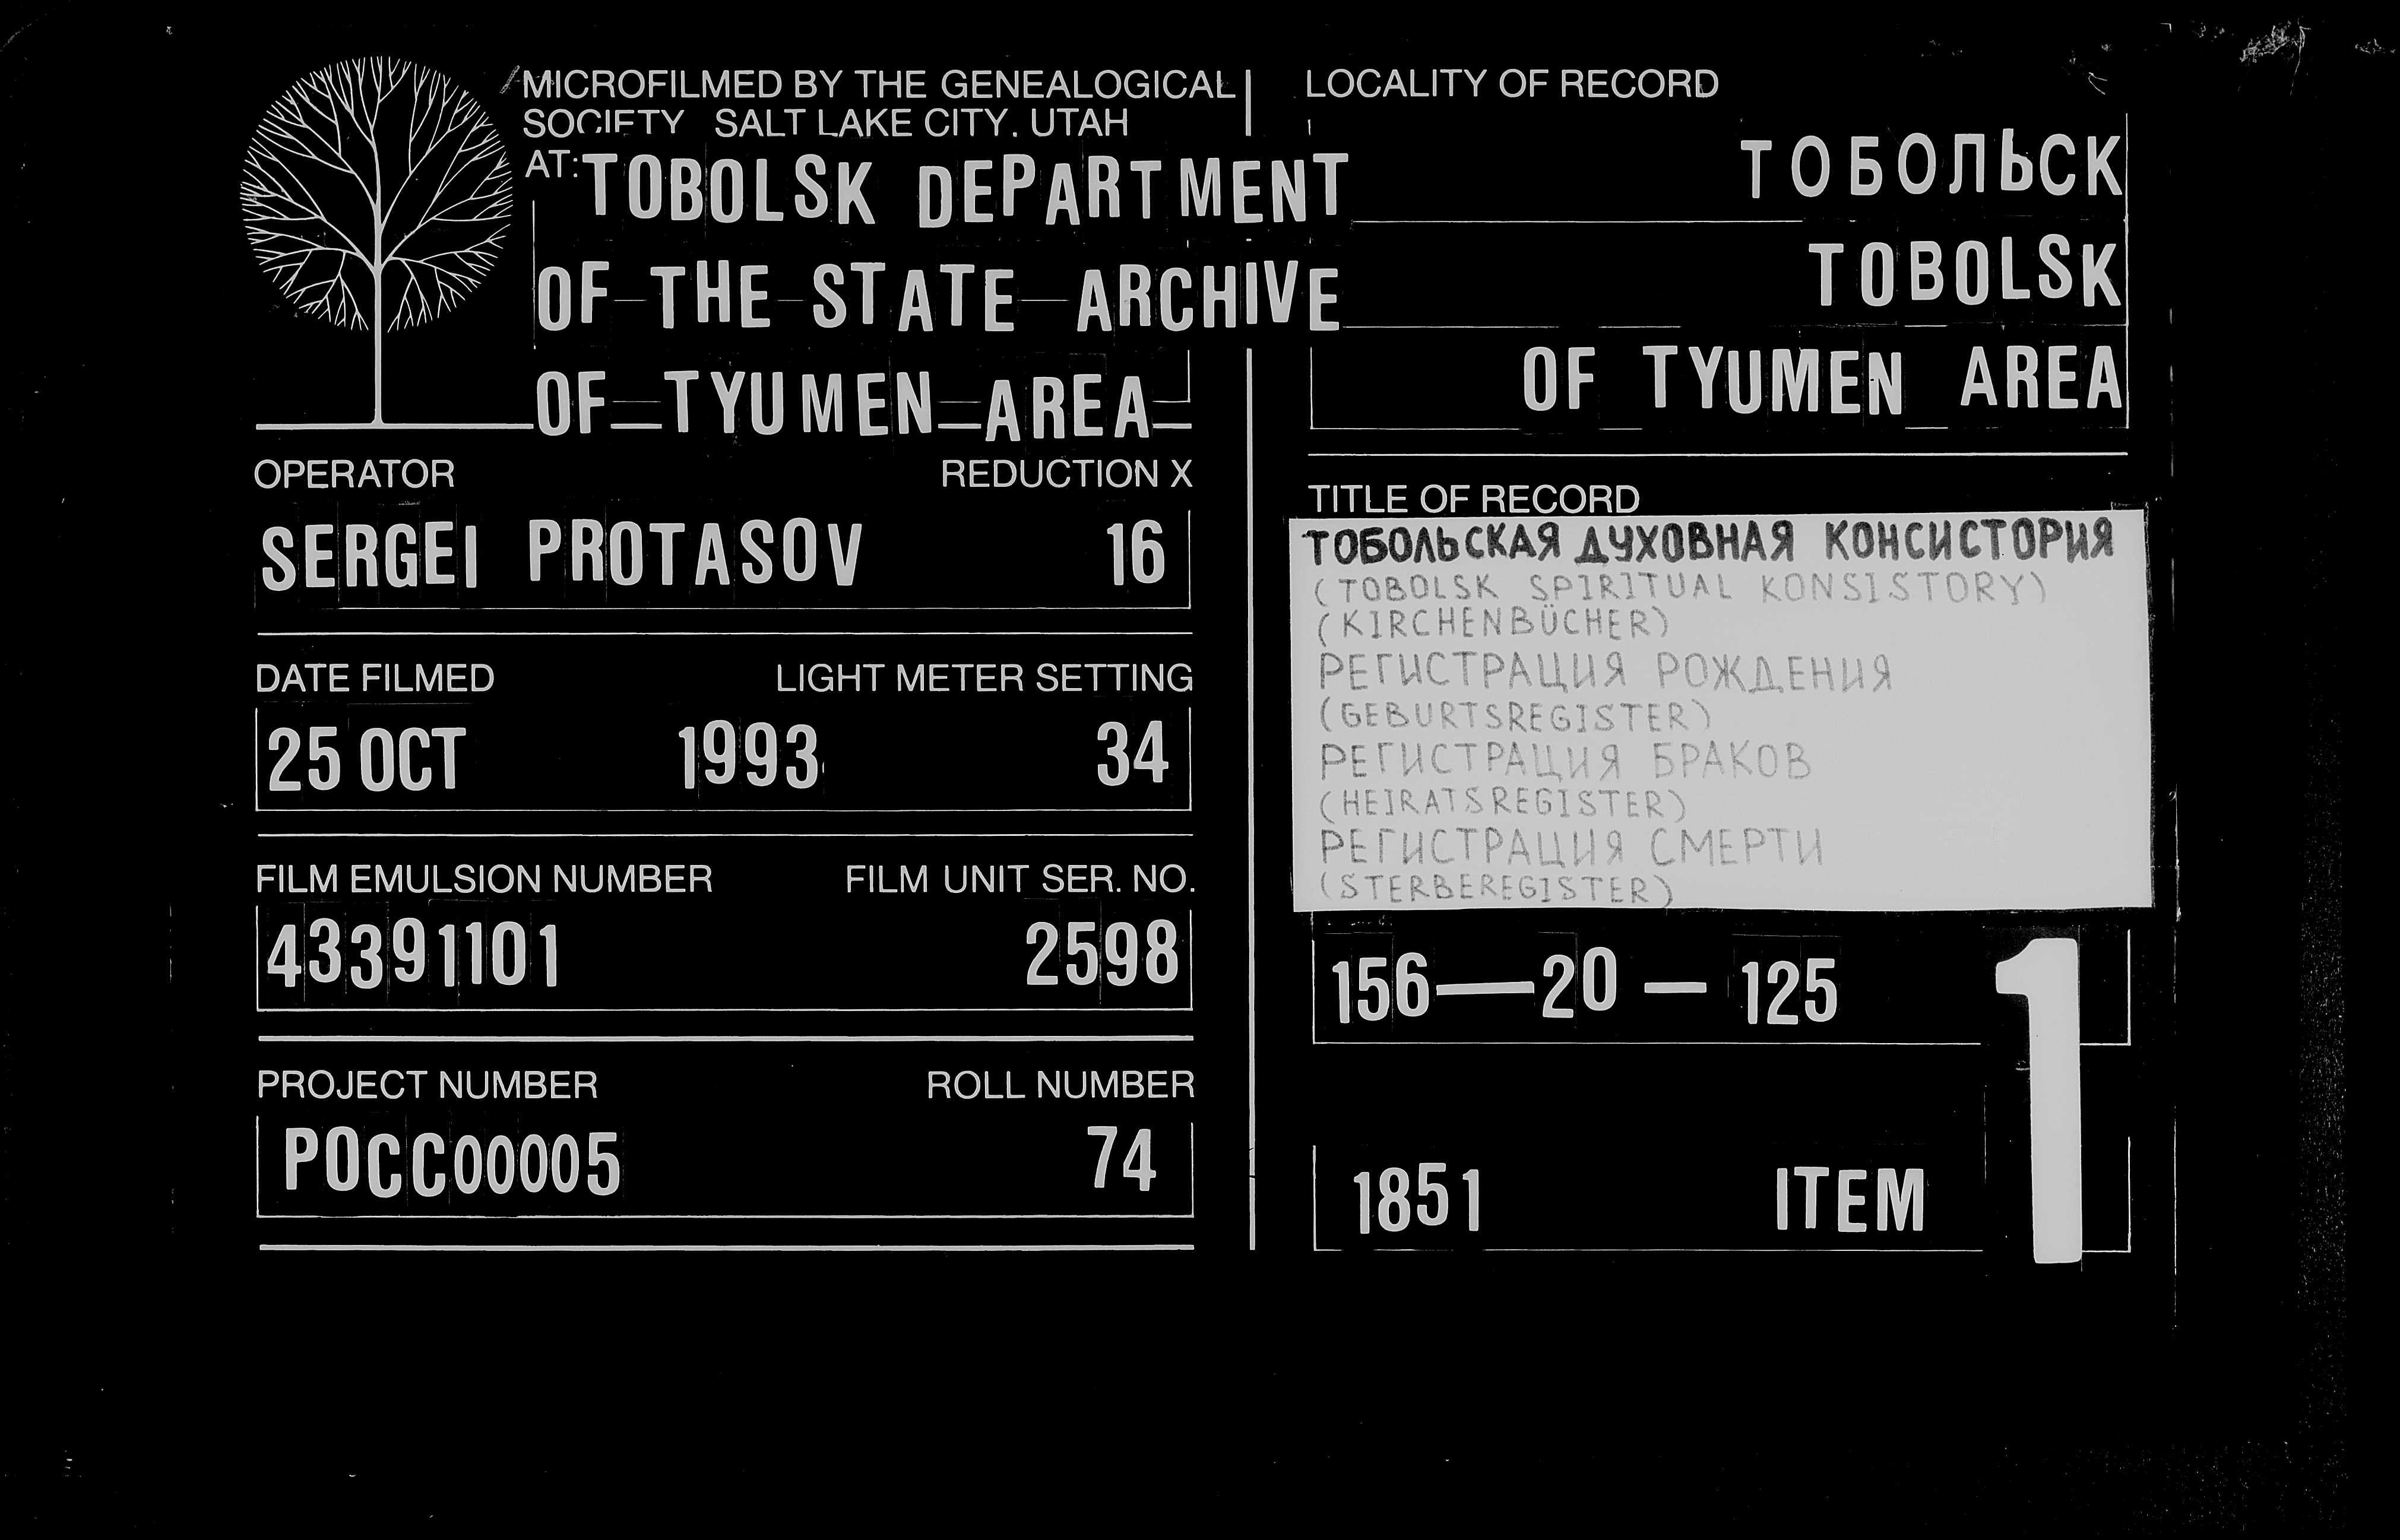 MICROFILMED BY THE GENEALOGICAL
SOCIETY SALT LAKE CITY, UTAH
AT: TOBOLSK DEPARTMENT
OF THE STATE ARCHIVE
OF TYUMEN AREA
OPERATOR REDUCTION X
SERGEI PROTASOV 16
DATE FILMED LIGHT METER SETTING
25 OCT 1993 34
FILM EMULSION NUMBER FILM UNIT SER. NO.
43391101 2598
PROJECT NUMBER ROLL NUMBER
POCC00005 74
LOCALITY OF RECORD
ТОБОЛЬСК
TOBOLSK
OF TYUMEN AREA
TITLE OF RECORD
ТОБОЛЬСКАЯ ДУХОВНАЯ КОНСИСТОРИЯ
(TOBOLSK SPIRITUAL KONSISTORY)
(KIRCHENBÜCHER)
РЕГИСТРАЦИЯ РОЖДЕНИЯ
(GEBURTSREGISTER)
РЕГИСТРАЦИЯ БРАКОВ
(HEIRATSREGISTER)
РЕГИСТРАЦИЯ СМЕРТИ
(STERBEREGISTER)
156—20—125
1851 ITEM 1